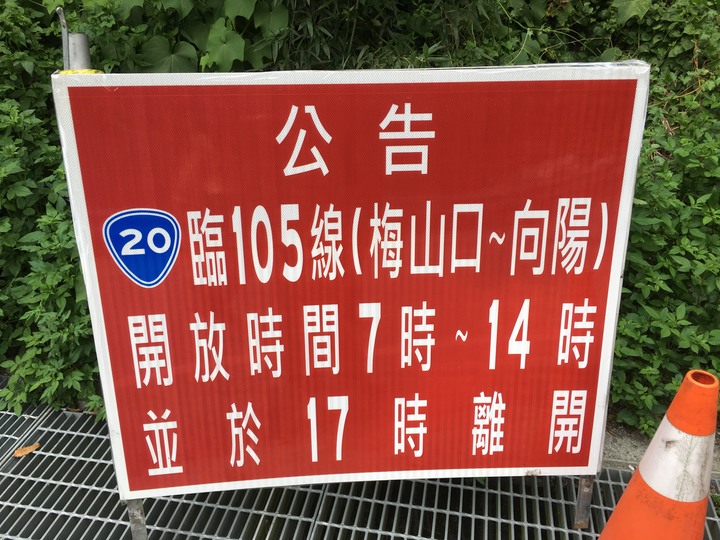 公告
20 臨105線(梅山口~向陽)
開放時間7時~14時
並於17時離開